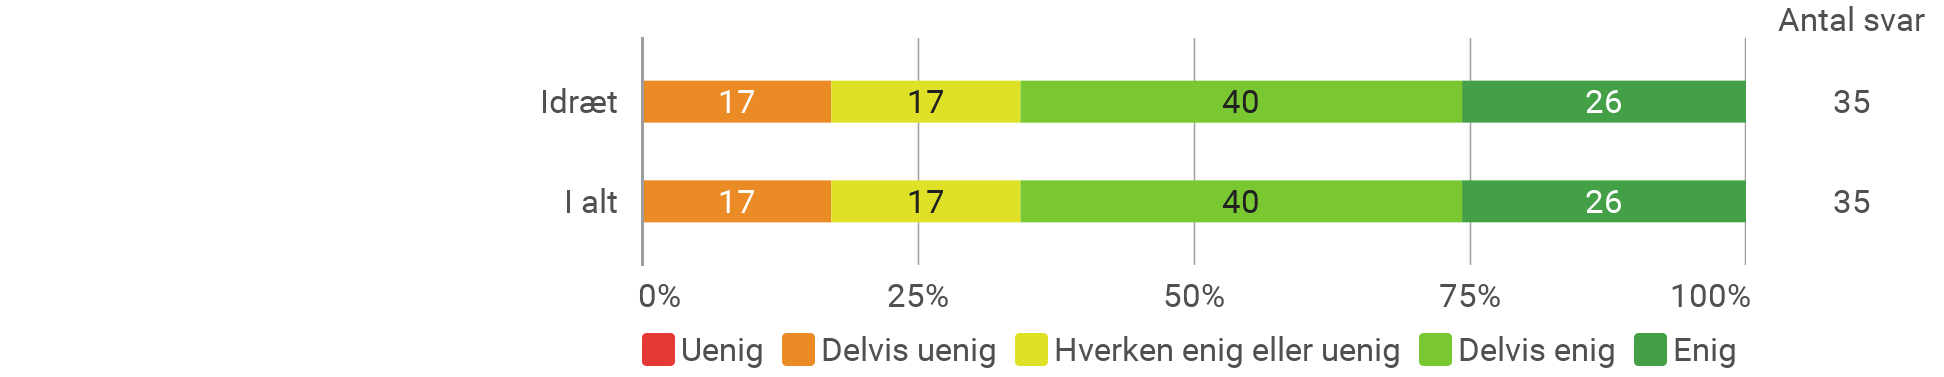 Antal svar
Idræt 17 17 40 26 35
I alt 17 17 40 26 35
0% 25% 50% 75% 100%
Uenig Delvis uenig Hverken enig eller uenig Delvis enig Enig